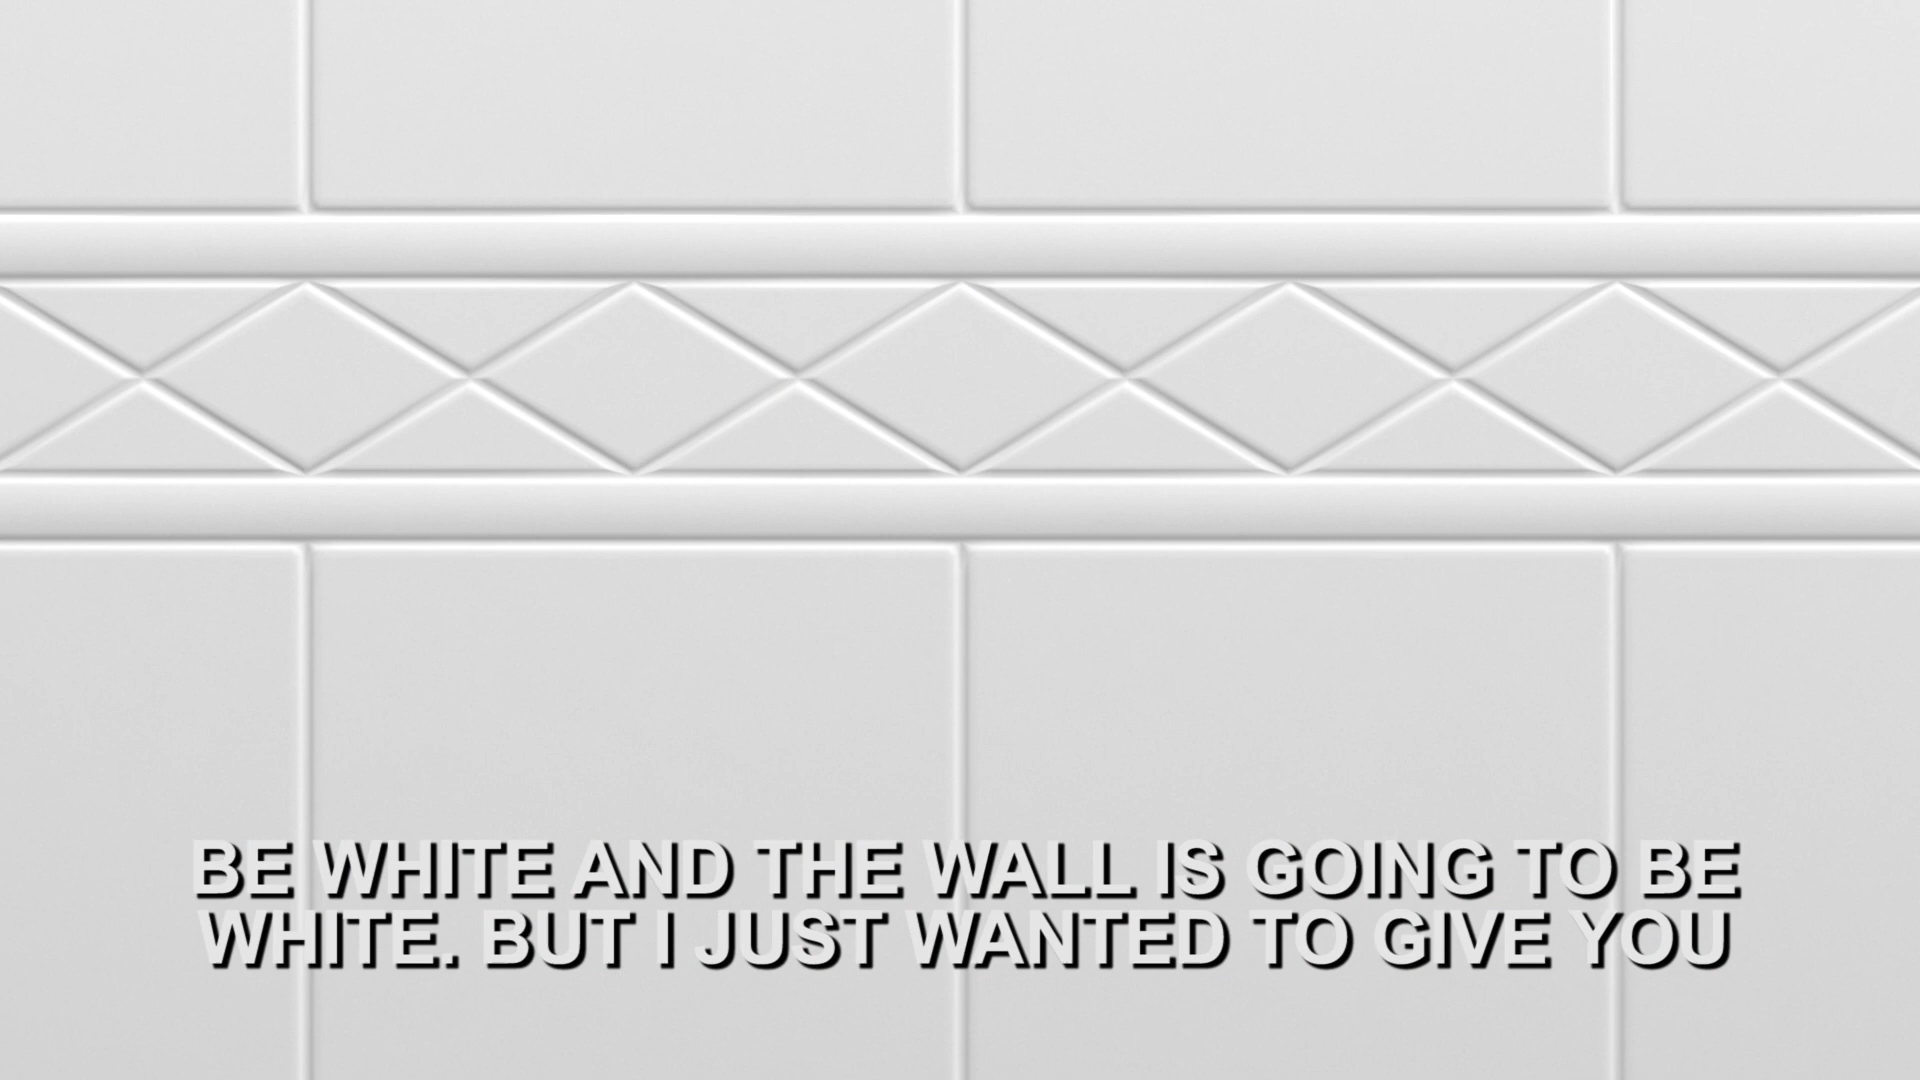 BE WHITE AND THE WALL IS GOING TO BE
WHITE. BUT I JUST WANTED TO GIVE YOU